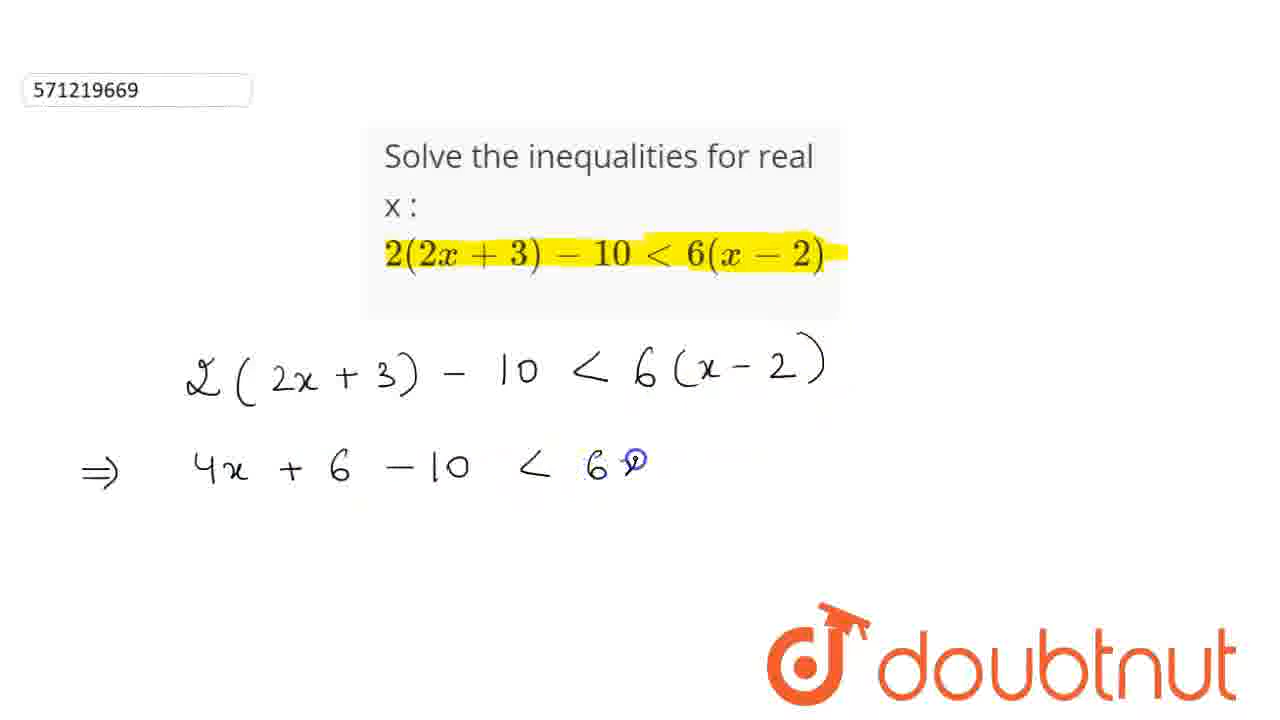 571219669
Solve the inequalities for real
x :
2(2x + 3) − 10 < 6(x − 2)
2(2x + 3) − 10 < 6(x − 2)
⇒ 4x + 6 − 10 < 6x
doubtnut